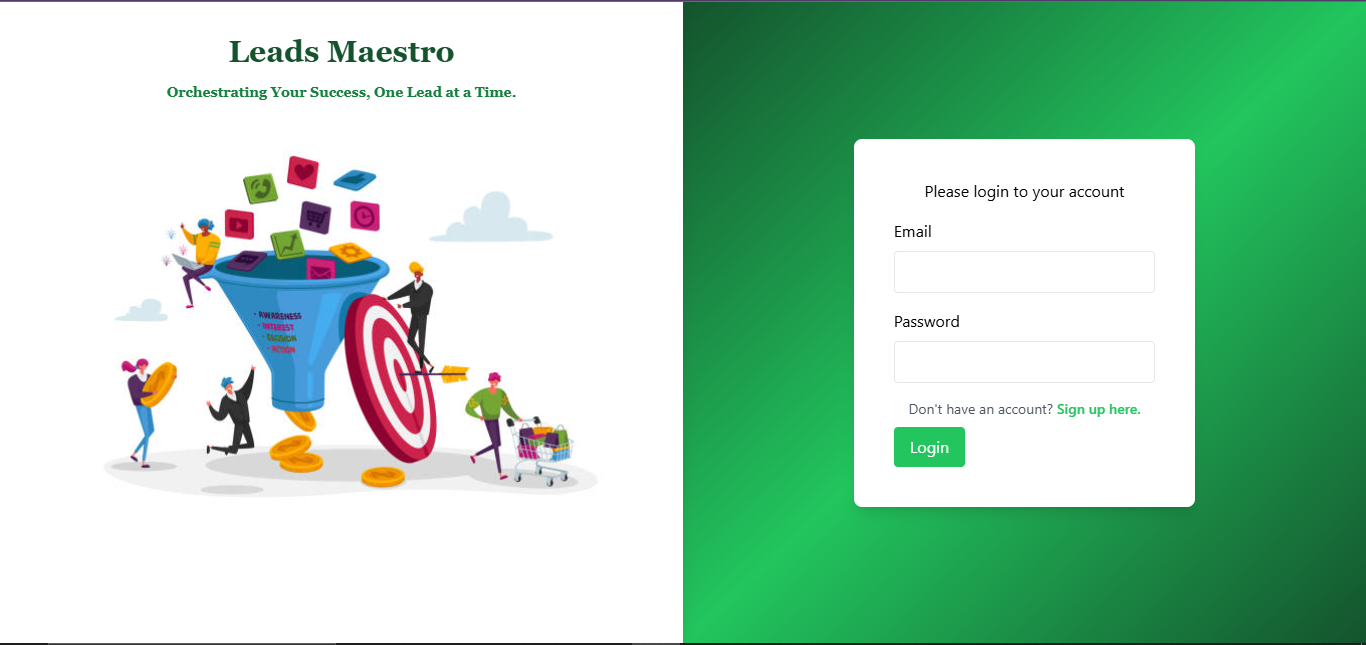 Leads Maestro
Orchestrating Your Success, One Lead at a Time.
• AWARENESS
• INTEREST
• DECISION
• ACTION
Please login to your account
Email
Password
Don't have an account? Sign up here.
Login